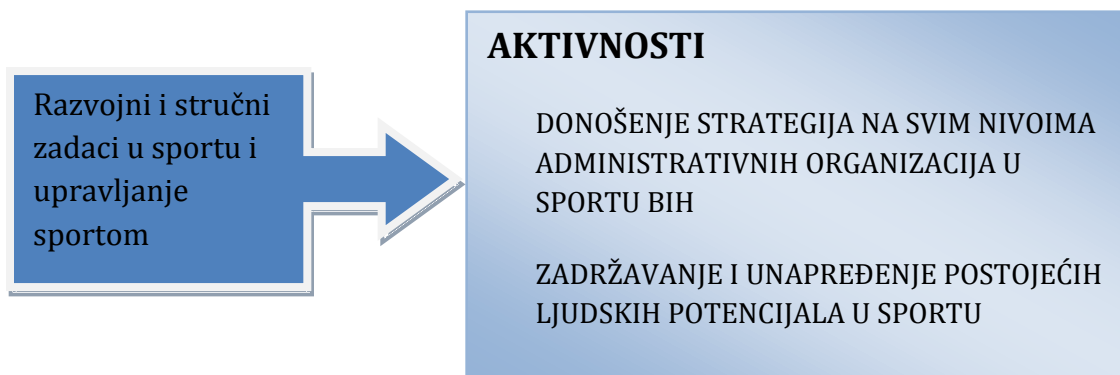 Razvojni i stručni
zadaci u sportu i
upravljanje
sportom
AKTIVNOSTI
DONOŠENJE STRATEGIJA NA SVIM NIVOIMA
ADMINISTRATIVNIH ORGANIZACIJA U
SPORTU BIH
ZADRŽAVANJE I UNAPREĐENJE POSTOJEĆIH
LJUDSKIH POTENCIJALA U SPORTU